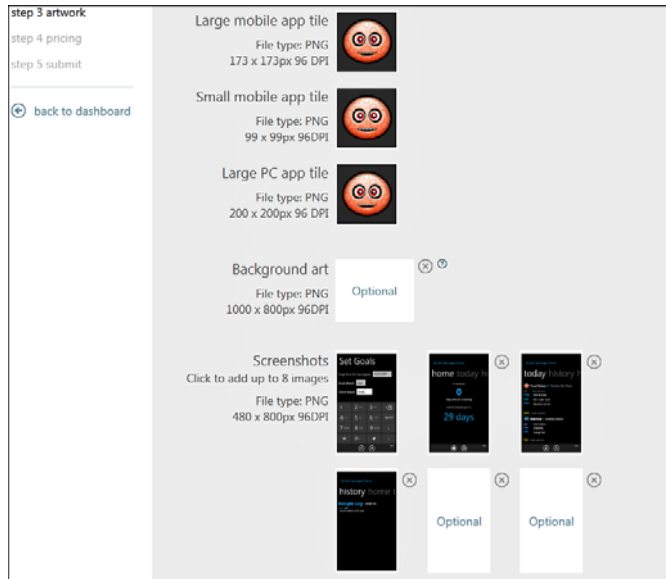 step 3 artwork
step 4 pricing
step 5 submit
back to dashboard
Large mobile app tile
File type: PNG
173 x 173px 96 DPI
Small mobile app tile
File type: PNG
99 x 99px 96DPI
Large PC app tile
File type: PNG
200 x 200px 96 DPI
Background art
File type: PNG
1000 x 800px 96DPI
Optional
Screenshots
Click to add up to 8 images
File type: PNG
480 x 800px 96DPI
Set Goals
home today hi
0
29 days
today history h
history home t
Optional
Optional